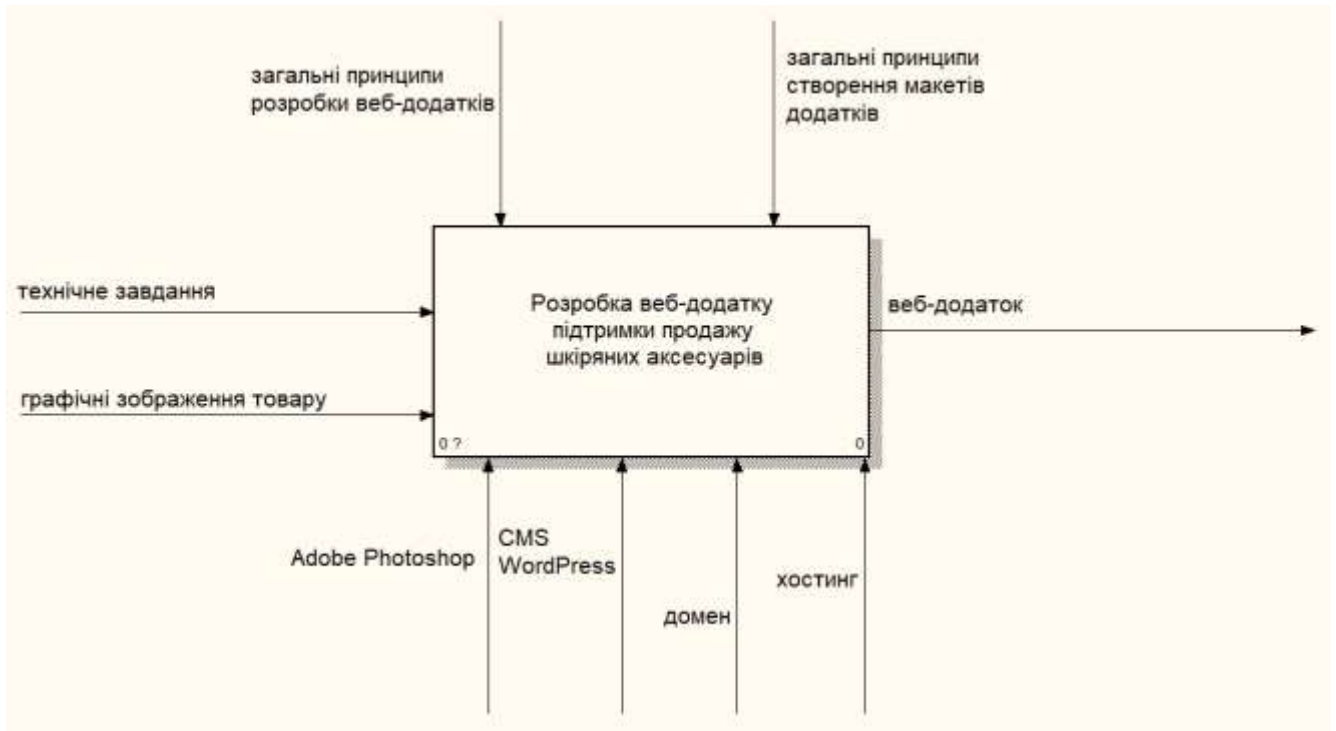 загальні принципи
розробки веб-додатків
загальні принципи
створення макетів
додатків
технічне завдання
Розробка веб-додатку
підтримки продажу
шкіряних аксесуарів
веб-додаток
графічні зображення товару
0 ?
0
Adobe Photoshop
CMS
WordPress
домен
хостинг